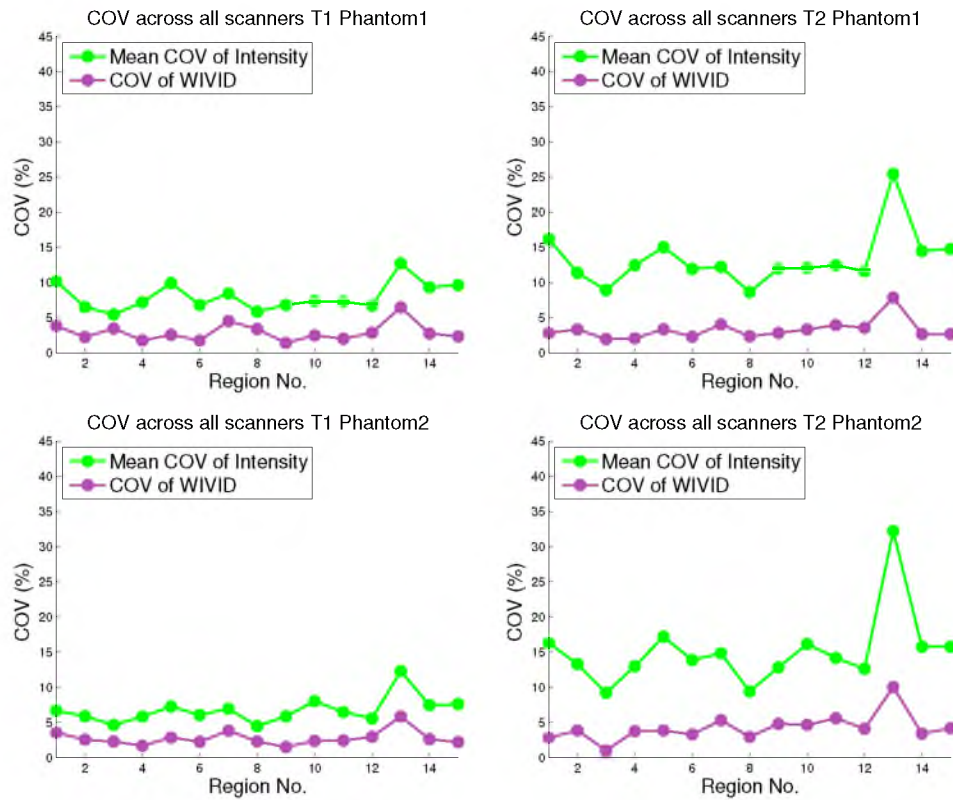 COV across all scanners T1 Phantom1
45
40
35
30
25
20
15
10
5
0
COV (%)
Mean COV of Intensity
COV of WIVID
2 4 6 8 10 12 14
Region No.
COV across all scanners T2 Phantom1
45
40
35
30
25
20
15
10
5
0
COV (%)
Mean COV of Intensity
COV of WIVID
2 4 6 8 10 12 14
Region No.
COV across all scanners T1 Phantom2
45
40
35
30
25
20
15
10
5
0
COV (%)
Mean COV of Intensity
COV of WIVID
2 4 6 8 10 12 14
Region No.
COV across all scanners T2 Phantom2
45
40
35
30
25
20
15
10
5
0
COV (%)
Mean COV of Intensity
COV of WIVID
2 4 6 8 10 12 14
Region No.